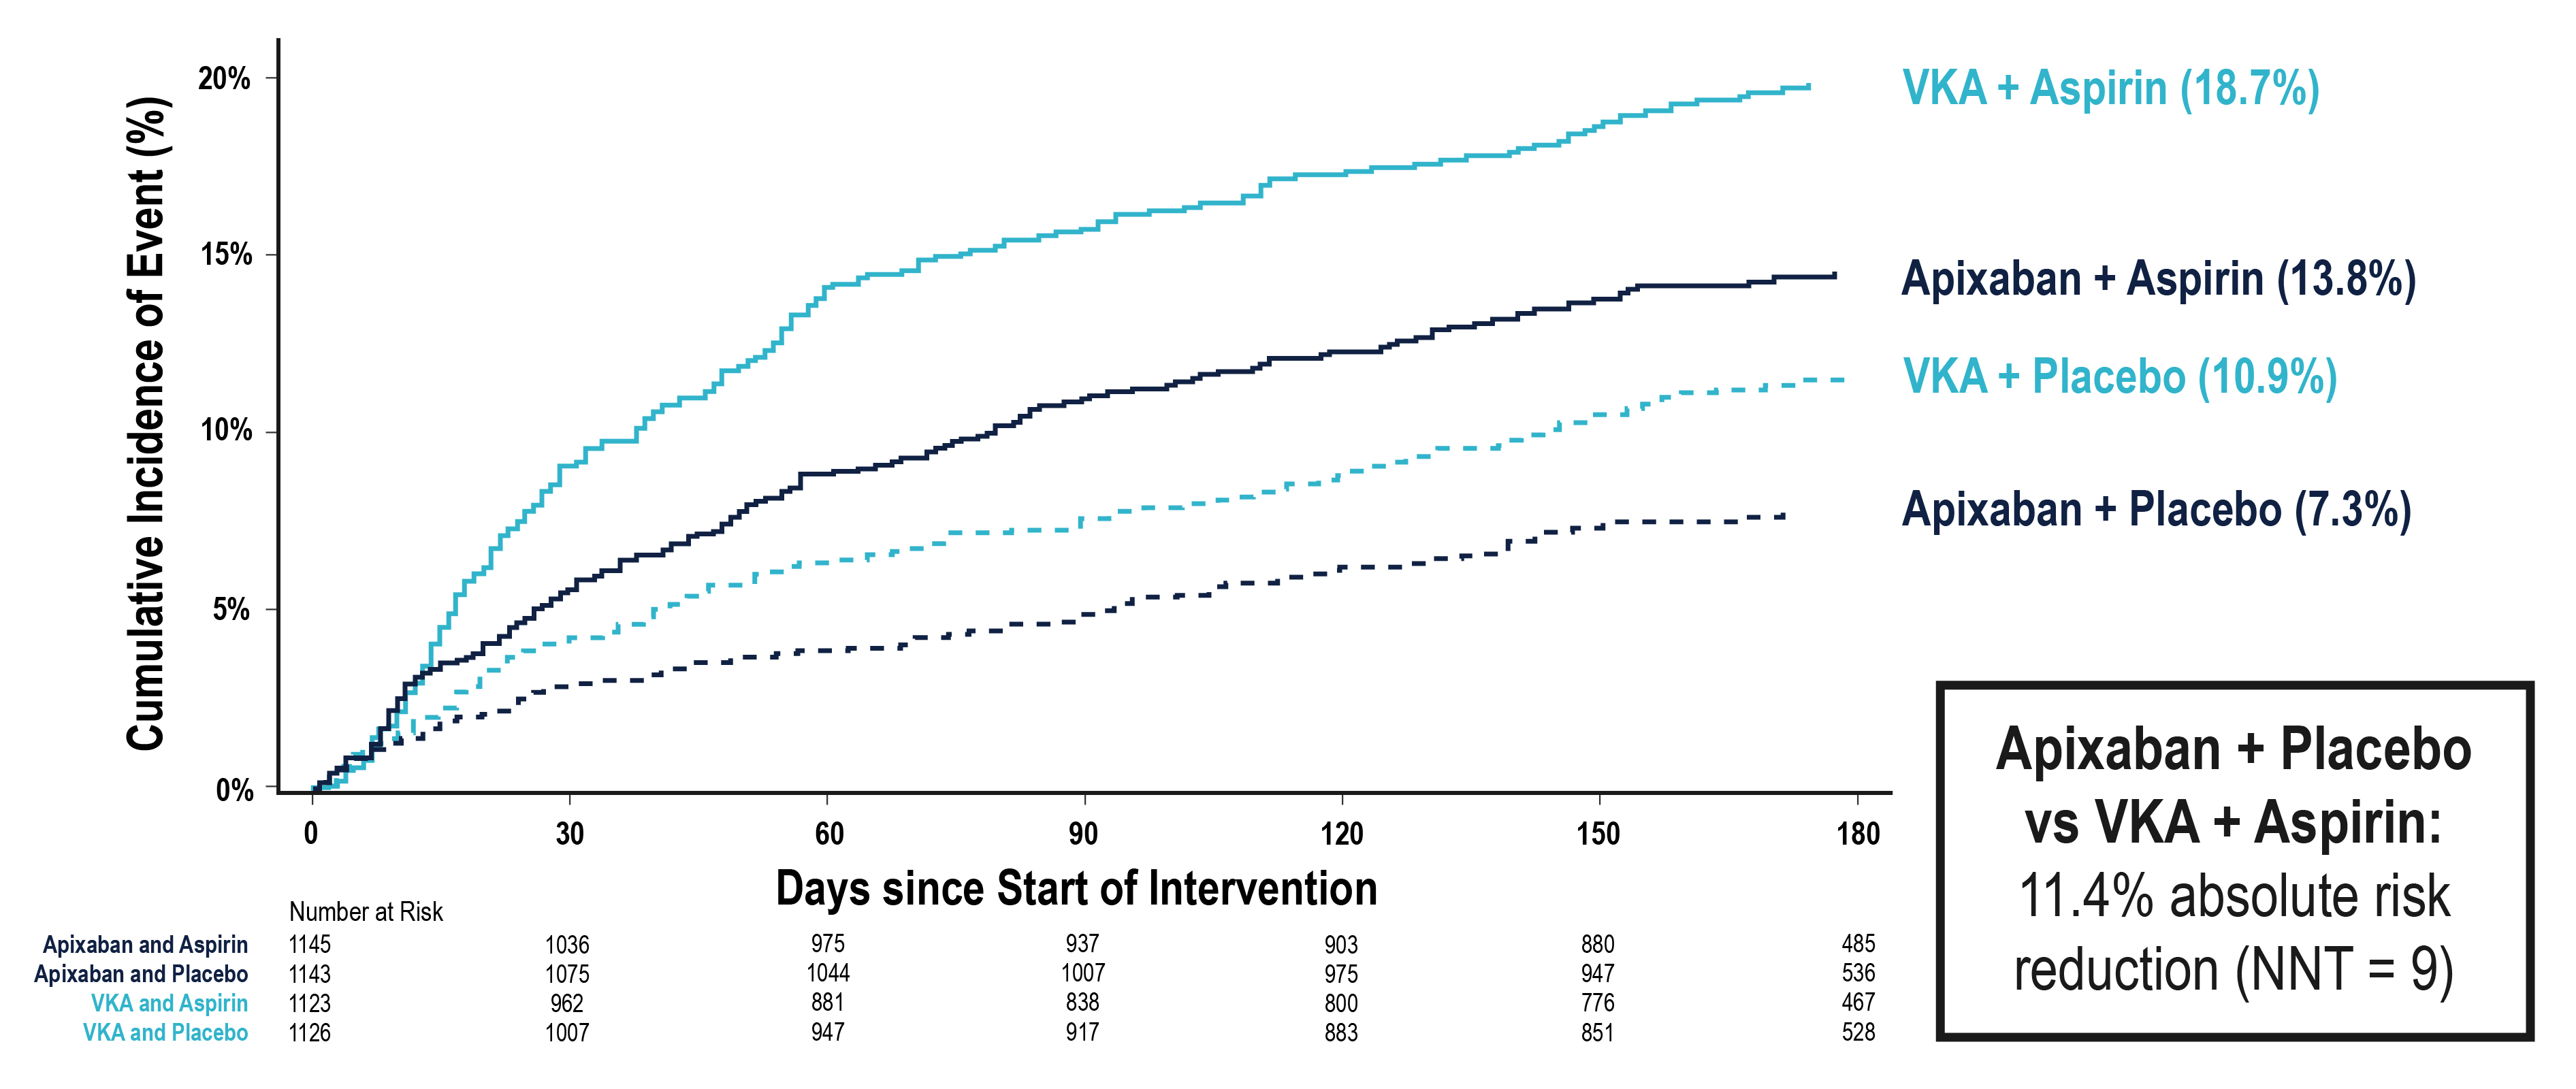 Cumulative Incidence of Event (%)
20%
15%
10%
5%
0%
VKA + Aspirin (18.7%)
Apixaban + Aspirin (13.8%)
VKA + Placebo (10.9%)
Apixaban + Placebo (7.3%)
0 30 60 90 120 150 180
Days since Start of Intervention
Number at Risk
Apixaban and Aspirin 1145 1036 975 937 903 880 485
Apixaban and Placebo 1143 1075 1044 1007 975 947 536
VKA and Aspirin 1123 962 881 838 800 776 467
VKA and Placebo 1126 1007 947 917 883 851 528
Apixaban + Placebo
vs VKA + Aspirin:
11.4% absolute risk
reduction (NNT = 9)